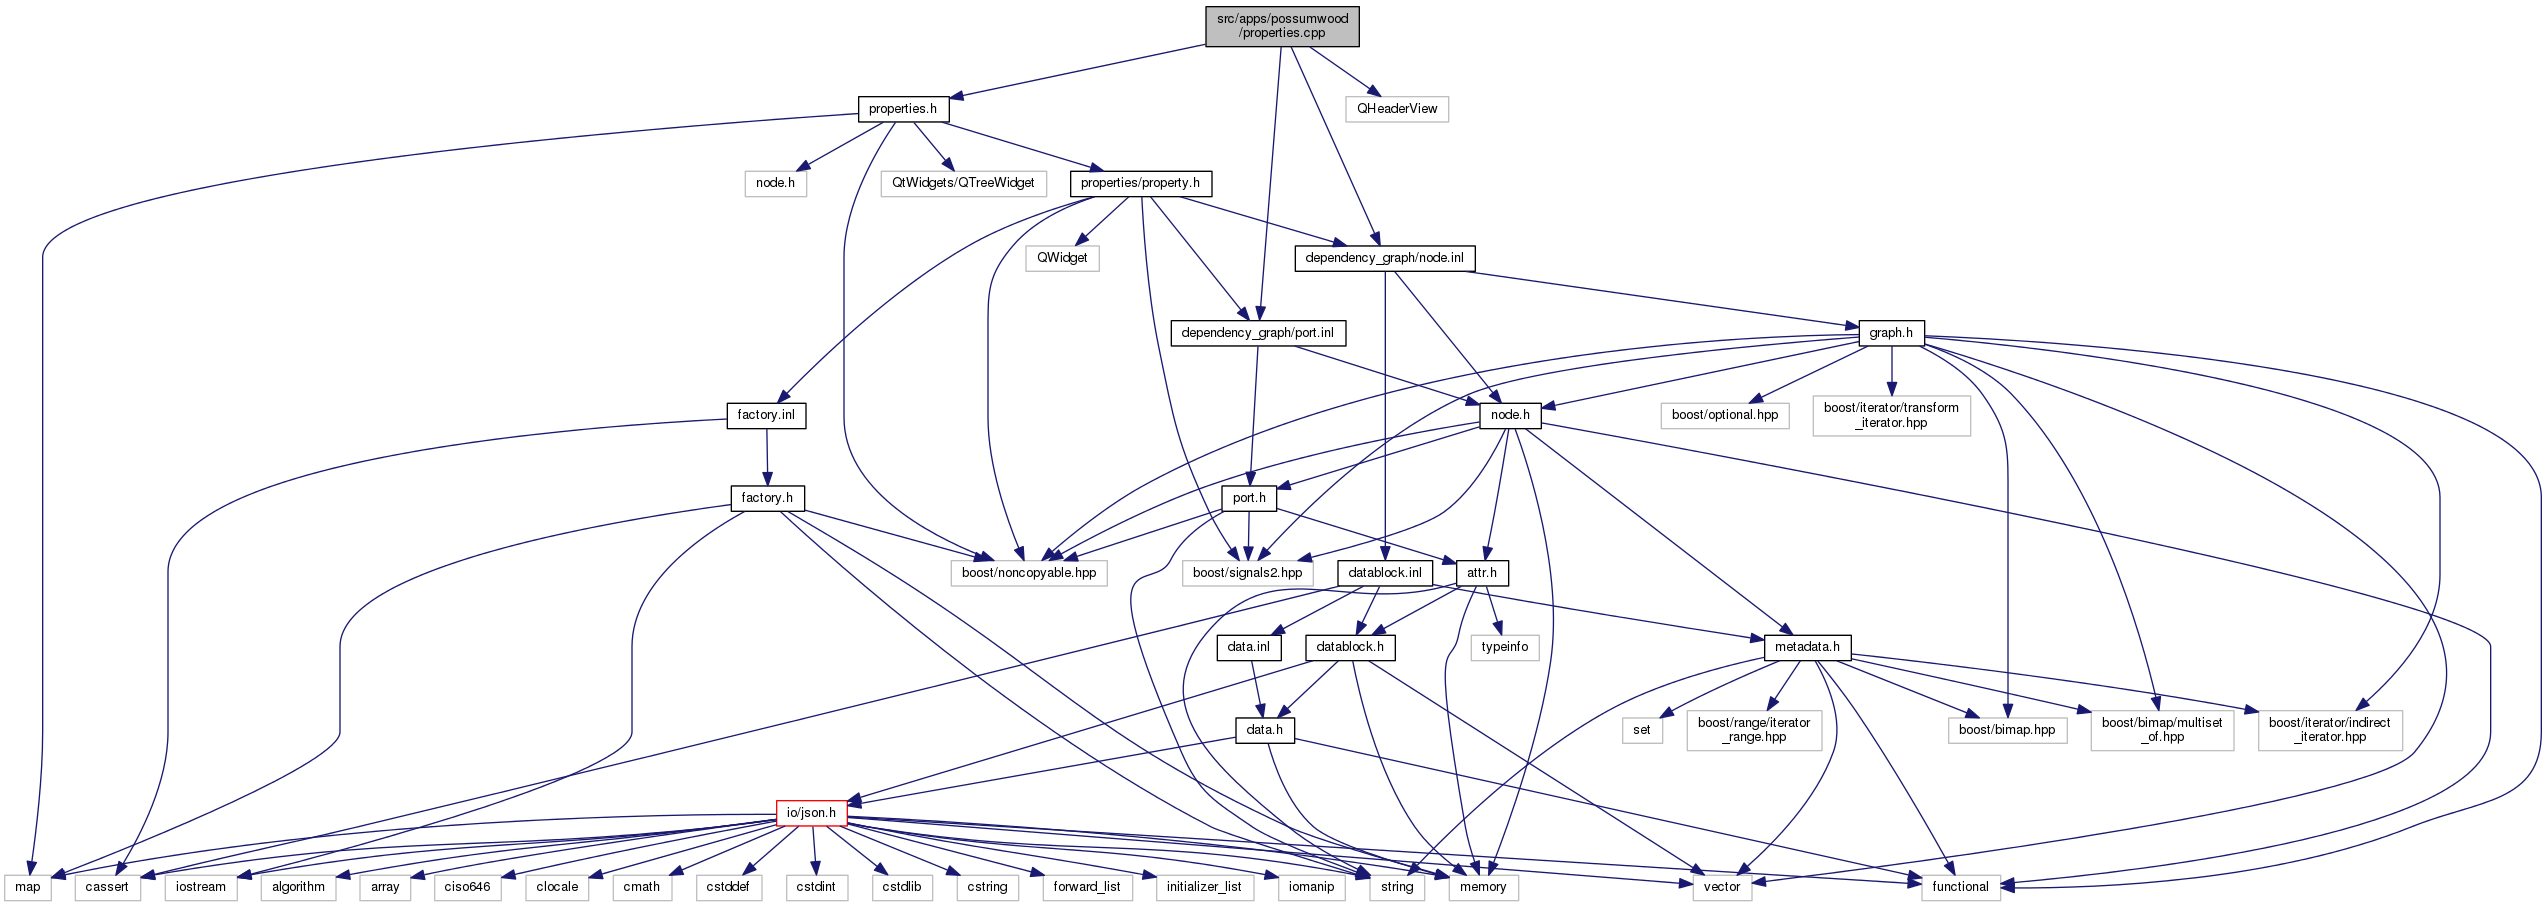 src/apps/possumwood
/properties.cpp
properties.h
QHeaderView
node.h
QtWidgets/QTreeWidget
properties/property.h
QWidget
dependency_graph/node.inl
dependency_graph/port.inl
graph.h
factory.inl
node.h
boost/optional.hpp
boost/iterator/transform
_iterator.hpp
factory.h
port.h
boost/noncopyable.hpp
boost/signals2.hpp
datablock.inl
attr.h
data.inl
datablock.h
typeinfo
metadata.h
data.h
set
boost/range/iterator
_range.hpp
boost/bimap.hpp
boost/bimap/multiset
_of.hpp
boost/iterator/indirect
_iterator.hpp
io/json.h
map
cassert
iostream
algorithm
array
ciso646
clocale
cmath
cstddef
cstdint
cstdlib
cstring
forward_list
initializer_list
iomanip
string
memory
vector
functional